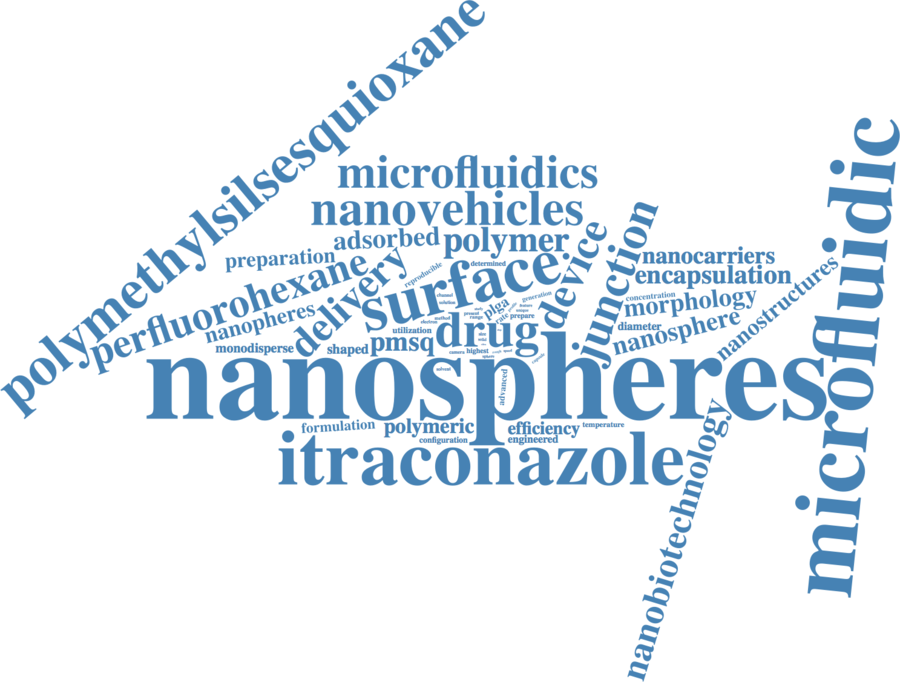 polymethylsilsesquioxane
microfluidic
microfluidics
nanovehicles
adsorbed
polymer
preparation
perfluorohexane
delivery
surface
device
junction
nanocarriers
encapsulation
determined
reproducible
nanopheres
channel
solution
plga
generation
concentration
morphology
nanostructures
method
present
range
rate
prepare
unique
utilization
drug
diameter
nanosphere
monodisperse
shaped
pmsq
camera
highest
solvent
nanospheres
advanced
formulation
polymeric
efficiency
temperature
configuration
engineered
itraconazole
nanobiotechnology